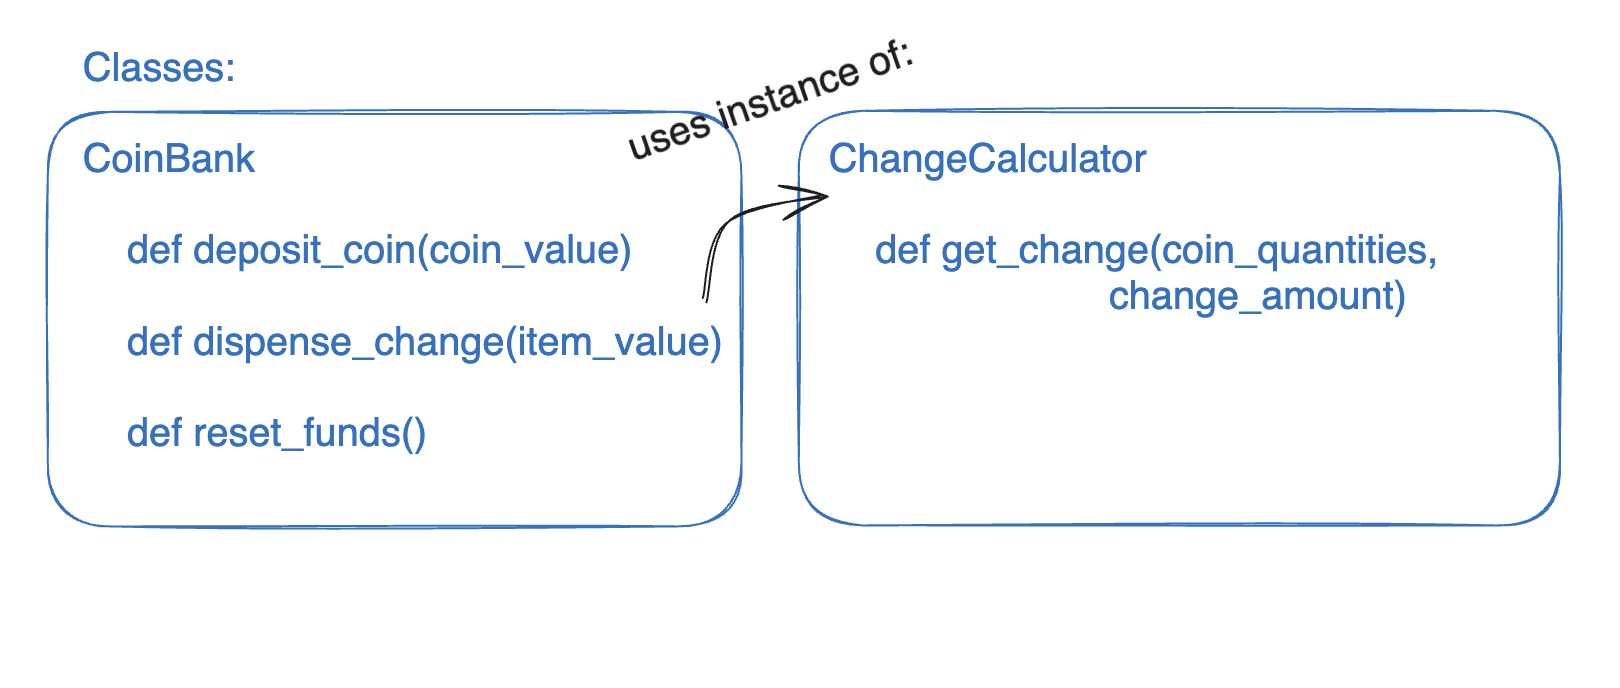 Classes:
uses instance of:
CoinBank
def deposit_coin(coin_value)
def dispense_change(item_value)
def reset_funds()
ChangeCalculator
def get_change(coin_quantities,
change_amount)